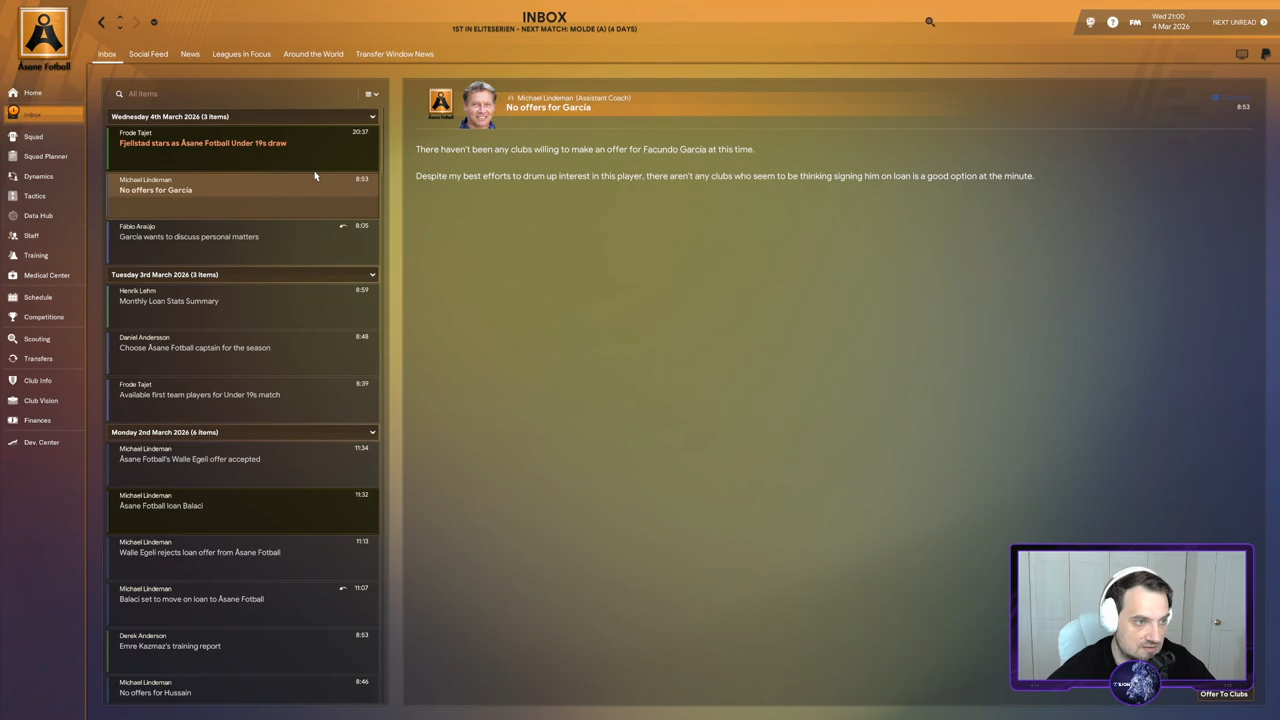 INBOX
1ST IN ELITESERIEN - NEXT MATCH: MOLDE (A) (4 DAYS)
FM
Wed 21:00
4 Mar 2026
NEXT UNREAD
Åsane Fotball
Inbox
Social Feed
News
Leagues in Focus
Around the World
Transfer Window News
Home
Inbox
Squad
Squad Planner
Dynamics
Tactics
Data Hub
Staff
Training
Medical Center
Schedule
Competitions
Scouting
Transfers
Club Info
Club Vision
Finances
Dev. Center
All Items
Wednesday 4th March 2026 (3 items)
Frode Tajet 20:37
Fjellstad stars as Åsane Fotball Under 19s draw
Michael Lindeman 8:53
No offers for García
Fábio Araújo 8:05
García wants to discuss personal matters
Tuesday 3rd March 2026 (3 items)
Henrik Lehm 8:59
Monthly Loan Stats Summary
Daniel Andersson 8:48
Choose Åsane Fotball captain for the season
Frode Tajet 8:39
Available first team players for Under 19s match
Monday 2nd March 2026 (6 items)
Michael Lindeman 11:34
Åsane Fotball's Walle Egeli offer accepted
Michael Lindeman 11:32
Åsane Fotball loan Balaci
Michael Lindeman 11:13
Walle Egeli rejects loan offer from Åsane Fotball
Michael Lindeman 11:07
Balaci set to move on loan to Åsane Fotball
Derek Anderson 8:53
Emre Kazmaz's training report
Michael Lindeman 8:46
No offers for Hussain
Michael Lindeman (Assistant Coach)
No offers for García
8:53
There haven't been any clubs willing to make an offer for Facundo García at this time.
Despite my best efforts to drum up interest in this player, there aren't any clubs who seem to be thinking signing him on loan is a good option at the minute.
Offer To Clubs